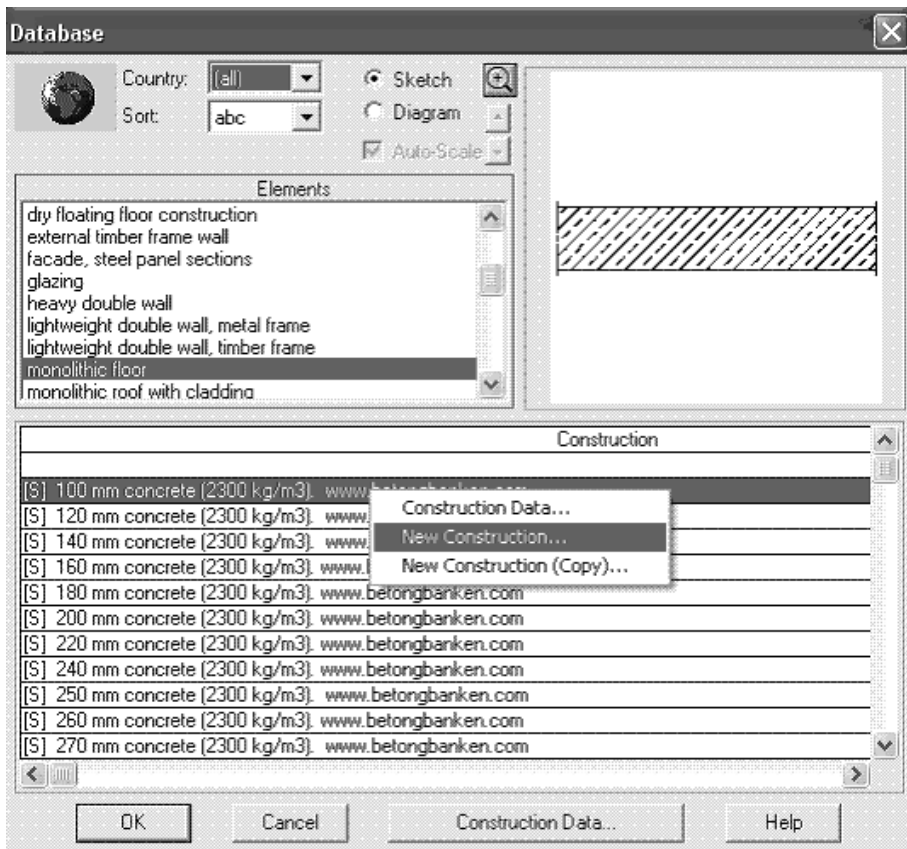 Database
Country: (all)
Sort: abc
Sketch
Diagram
Auto-Scale
Elements
dry floating floor construction
external timber frame wall
facade, steel panel sections
glazing
heavy double wall
lightweight double wall, metal frame
lightweight double wall, timber frame
monolithic floor
monolithic roof with cladding
Construction
[S] 100 mm concrete (2300 kg/m3). www.betongbanken.com
[S] 120 mm concrete (2300 kg/m3). www.
[S] 140 mm concrete (2300 kg/m3). www.
[S] 160 mm concrete (2300 kg/m3). www.
[S] 180 mm concrete (2300 kg/m3). www.betongbanken.com
[S] 200 mm concrete (2300 kg/m3). www.betongbanken.com
[S] 220 mm concrete (2300 kg/m3). www.betongbanken.com
[S] 240 mm concrete (2300 kg/m3). www.betongbanken.com
[S] 250 mm concrete (2300 kg/m3). www.betongbanken.com
[S] 260 mm concrete (2300 kg/m3). www.betongbanken.com
[S] 270 mm concrete (2300 kg/m3). www.betongbanken.com
Construction Data...
New Construction...
New Construction (Copy)...
OK
Cancel
Construction Data...
Help